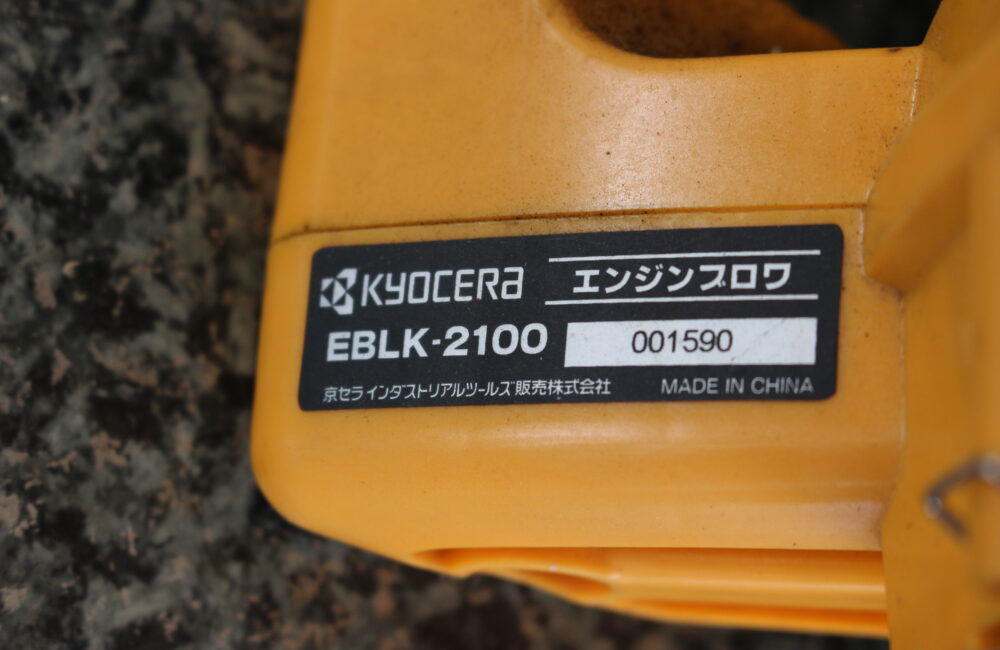 KYOCERA エンジンブロワ
EBLK-2100 001590
京セラインダストリアルツールズ販売株式会社 MADE IN CHINA